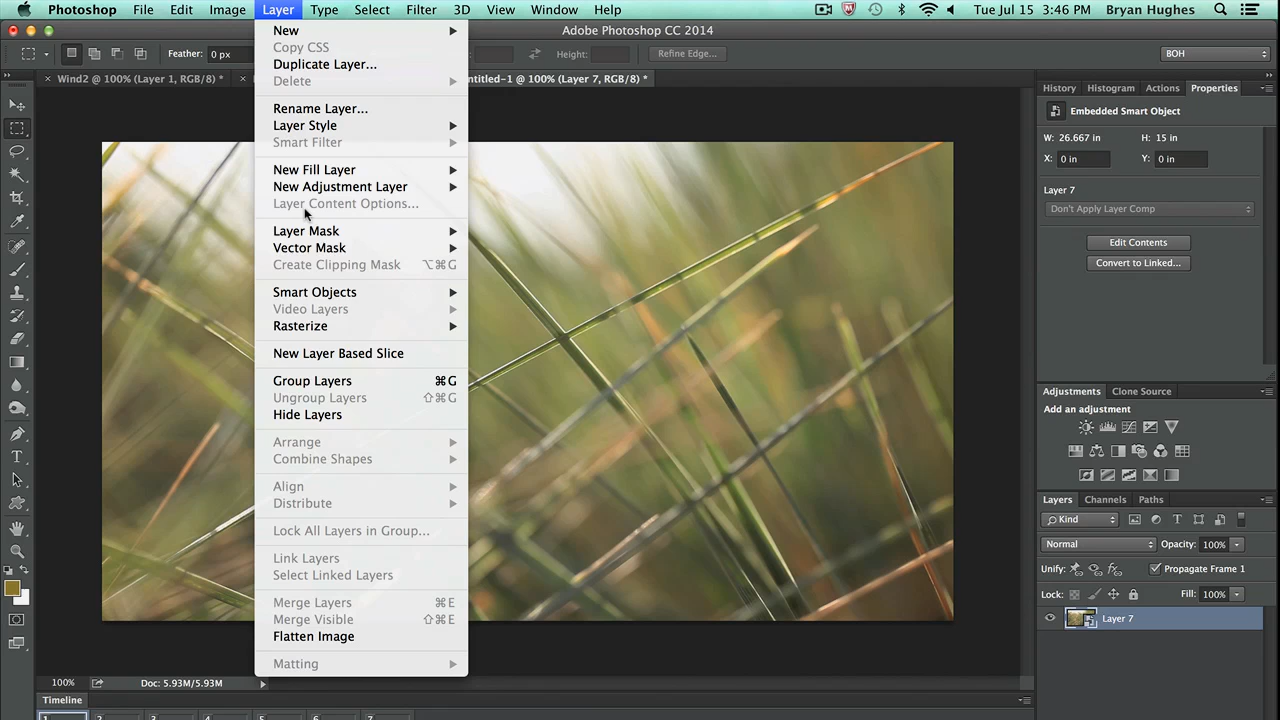 Photoshop File Edit Image Layer Type Select Filter 3D View Window Help Tue Jul 15 3:46 PM Bryan Hughes
Adobe Photoshop CC 2014
Feather: 0 px Height: Refine Edge... BOH
× Wind2 @ 100% (Layer 1, RGB/8) * × ntitled-1 @ 100% (Layer 7, RGB/8) *
New
Copy CSS
Duplicate Layer...
Delete
Rename Layer...
Layer Style
Smart Filter
New Fill Layer
New Adjustment Layer
Layer Content Options...
Layer Mask
Vector Mask
Create Clipping Mask ⌥⌘G
Smart Objects
Video Layers
Rasterize
New Layer Based Slice
Group Layers ⌘G
Ungroup Layers ⇧⌘G
Hide Layers
Arrange
Combine Shapes
Align
Distribute
Lock All Layers in Group...
Link Layers
Select Linked Layers
Merge Layers ⌘E
Merge Visible ⇧⌘E
Flatten Image
Matting
History Histogram Actions Properties
Embedded Smart Object
W: 26.667 in H: 15 in
X: 0 in Y: 0 in
Layer 7
Don't Apply Layer Comp
Edit Contents
Convert to Linked...
Adjustments Clone Source
Add an adjustment
Layers Channels Paths
Kind
Normal Opacity: 100%
Unify: Propagate Frame 1
Lock: Fill: 100%
Layer 7
100% Doc: 5.93M/5.93M
Timeline
1 2 3 4 5 6 7